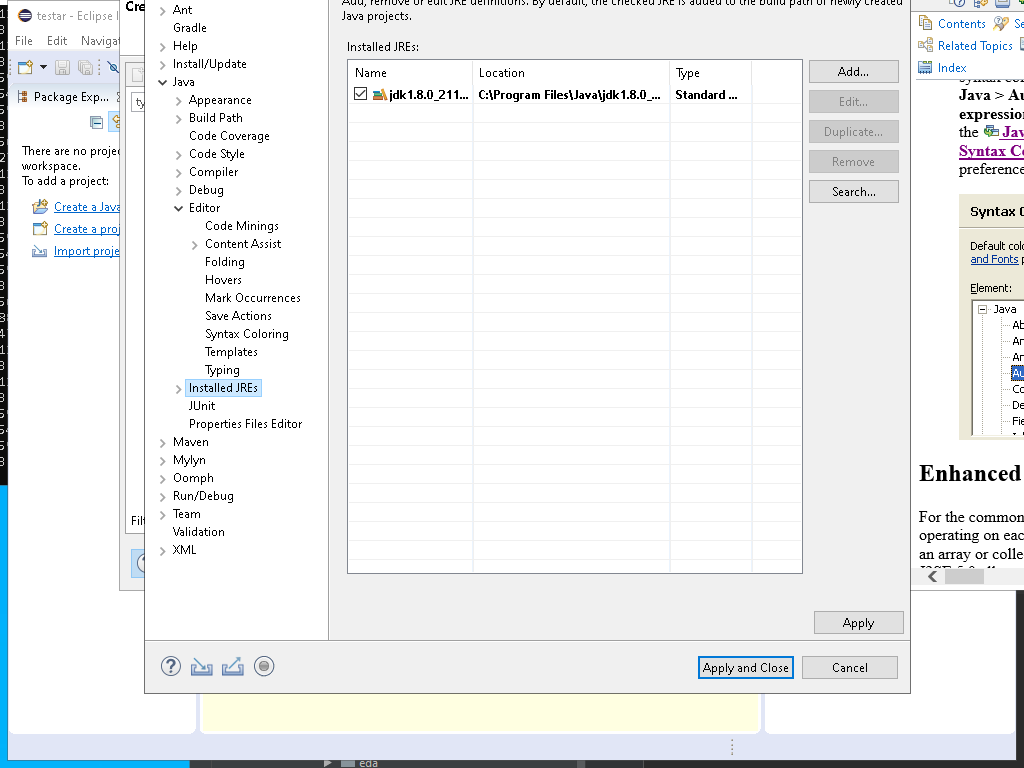 testar - Eclipse I
File Edit Navigat
Package Exp...
There are no projec
workspace.
To add a project:
Create a Java
Create a proj
Import proje
Cre
ty
Filt
Ant
Gradle
Help
Install/Update
Java
Appearance
Build Path
Code Coverage
Code Style
Compiler
Debug
Editor
Code Minings
Content Assist
Folding
Hovers
Mark Occurrences
Save Actions
Syntax Coloring
Templates
Typing
Installed JREs
JUnit
Properties Files Editor
Maven
Mylyn
Oomph
Run/Debug
Team
Validation
XML
Add, remove or edit JRE definitions. By default, the checked JRE is added to the build path of newly created
Java projects.
Installed JREs:
Name Location Type
jdk1.8.0_211... C:\Program Files\Java\jdk1.8.0_... Standard ...
Add...
Edit...
Duplicate...
Remove
Search...
Apply
Apply and Close Cancel
Contents Se
Related Topics
Index
Java > Au
expression
the Jav
Syntax Co
preference
Syntax C
Default colo
and Fonts p
Element:
Java
Ab
An
An
Au
Co
De
Fie
Enhanced
For the common
operating on eac
an array or colle
eda